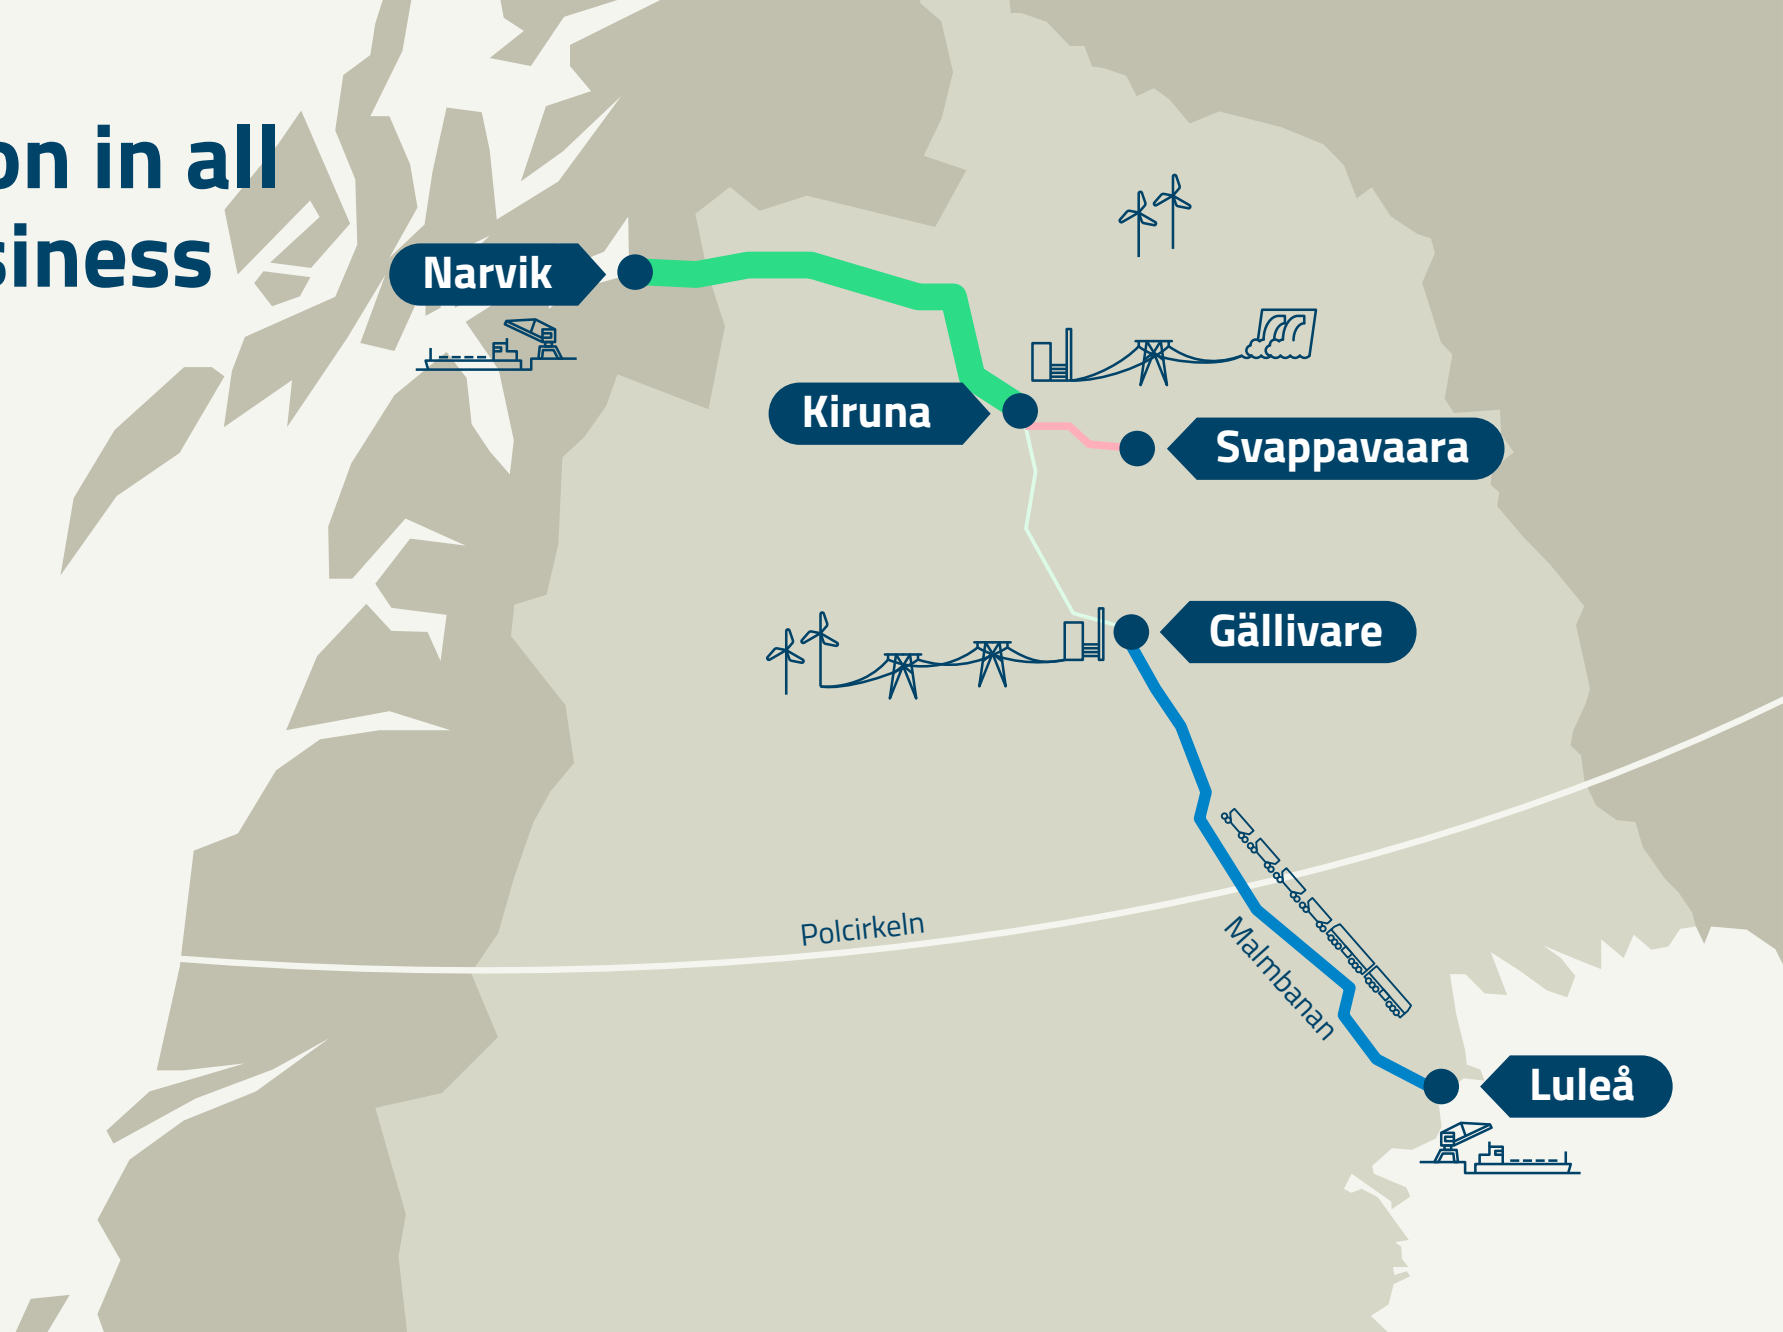 on in all
siness
Narvik
Kiruna
Svappavaara
Gällivare
Polcirkeln
Malmbanan
Luleå